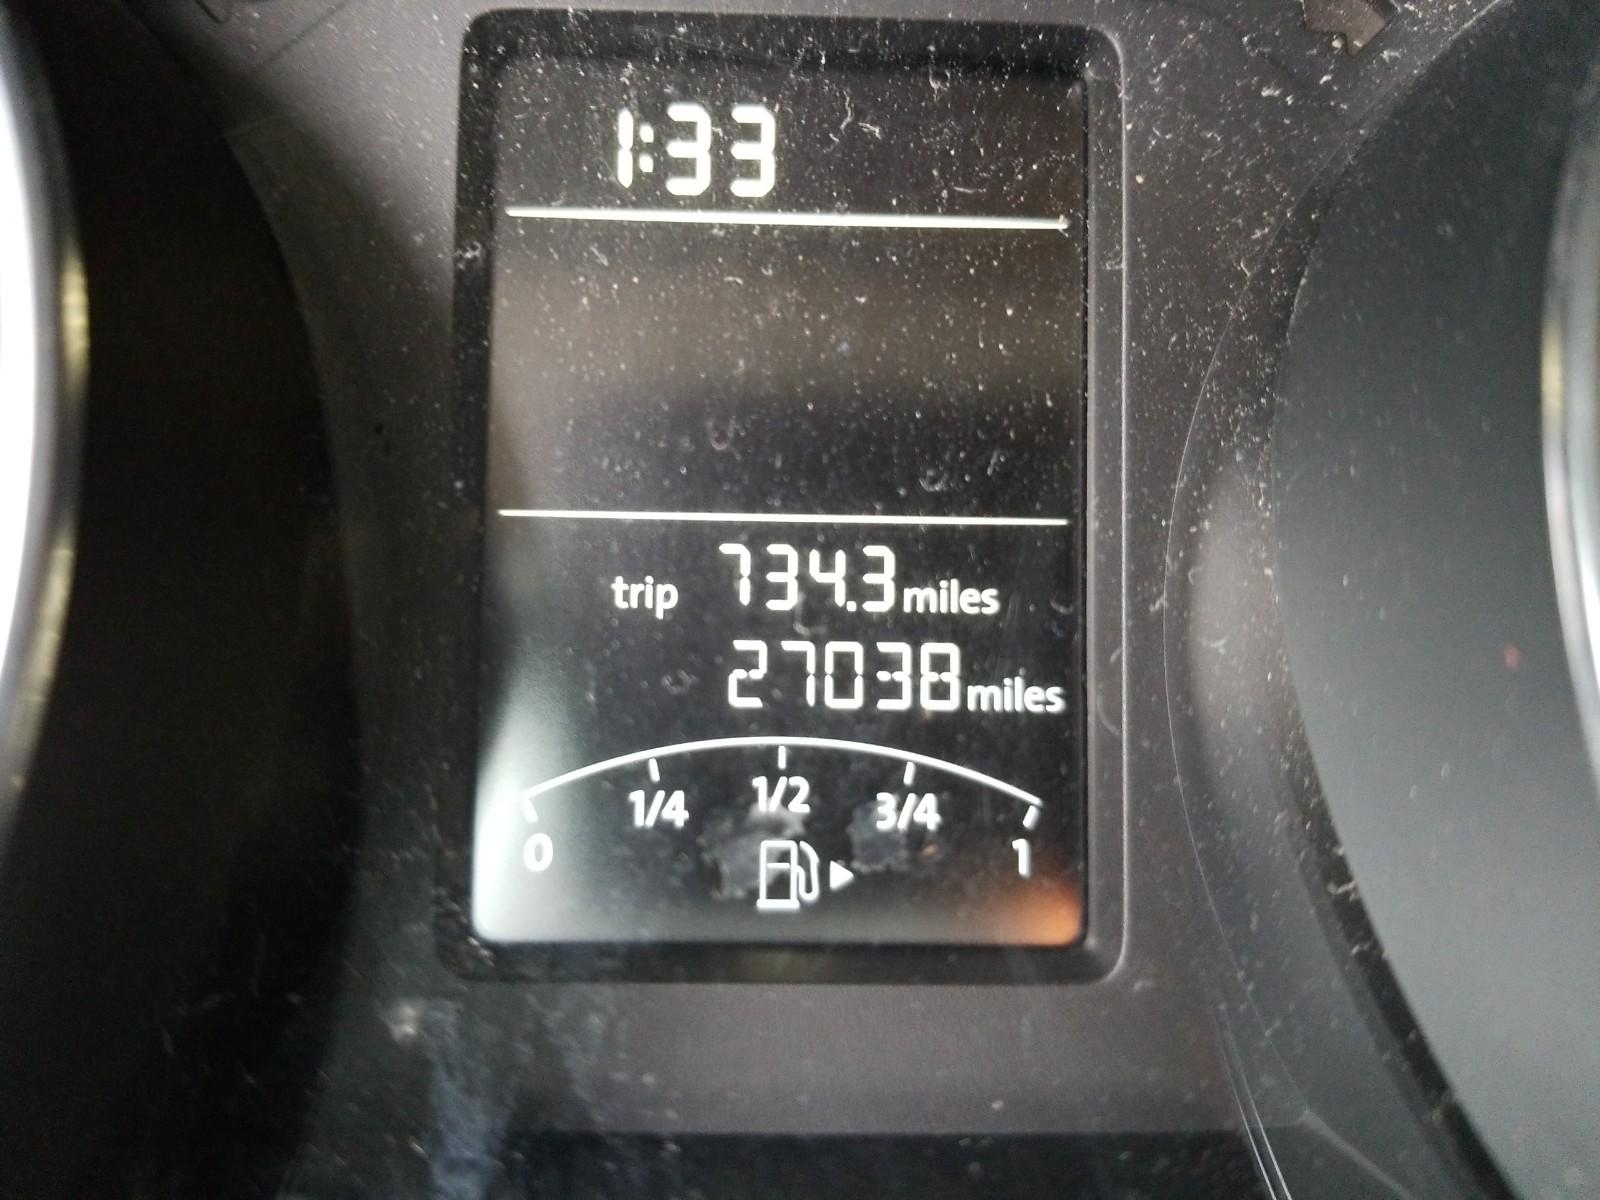 1:33
trip 734.3 miles
27038 miles
0 1/4 1/2 3/4 1